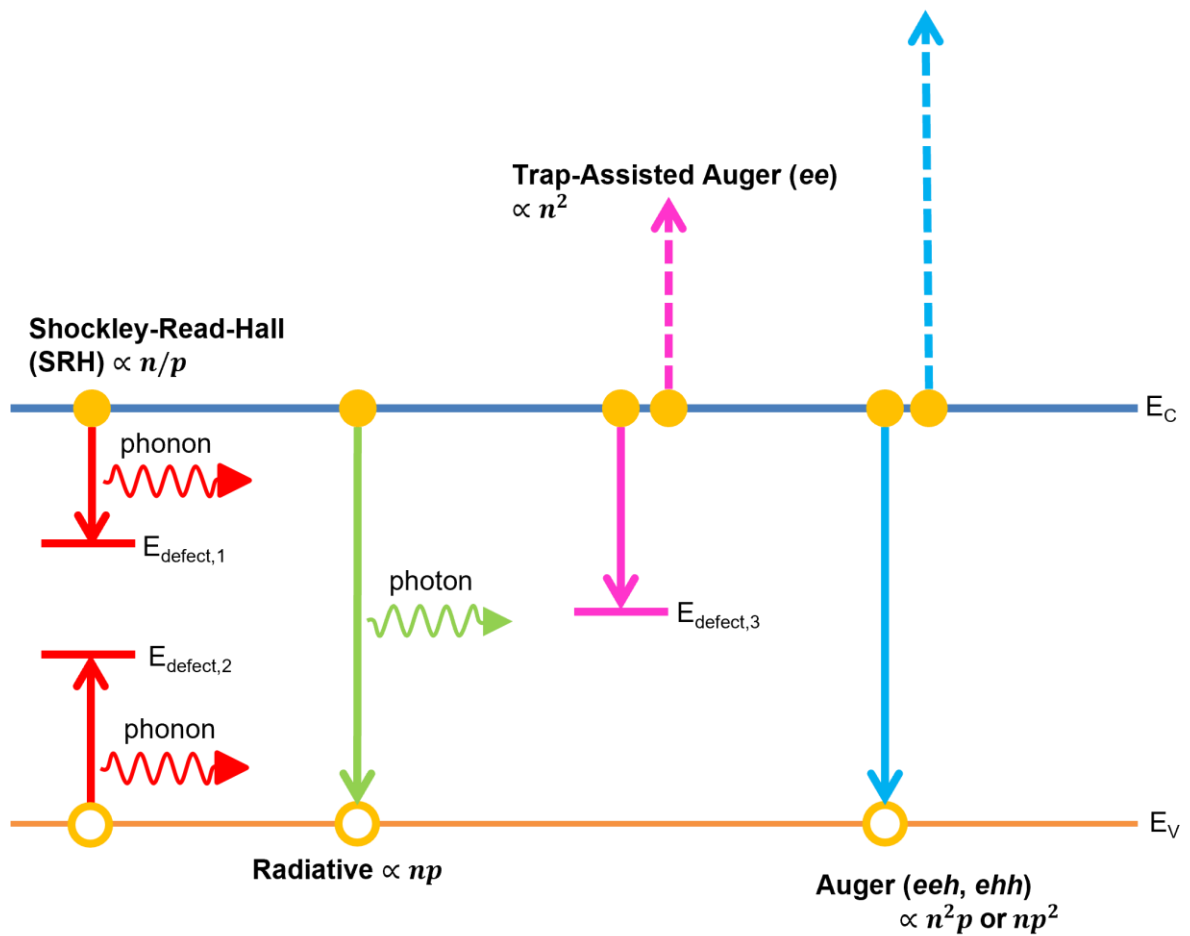 Trap-Assisted Auger (ee)
∝ n²
Shockley-Read-Hall
(SRH) ∝ n/p
E_C
phonon
E_defect,1
photon
E_defect,3
E_defect,2
phonon
E_V
Radiative ∝ np
Auger (eeh, ehh)
∝ n²p or np²